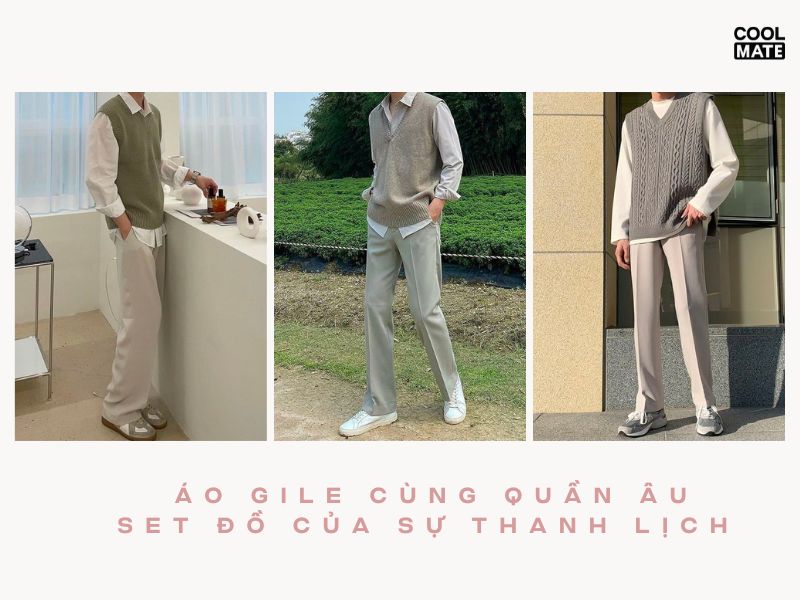 COOL
MATE
ÁO GILE CÙNG QUẦN ÂU
SET ĐỒ CỦA SỰ THANH LỊCH